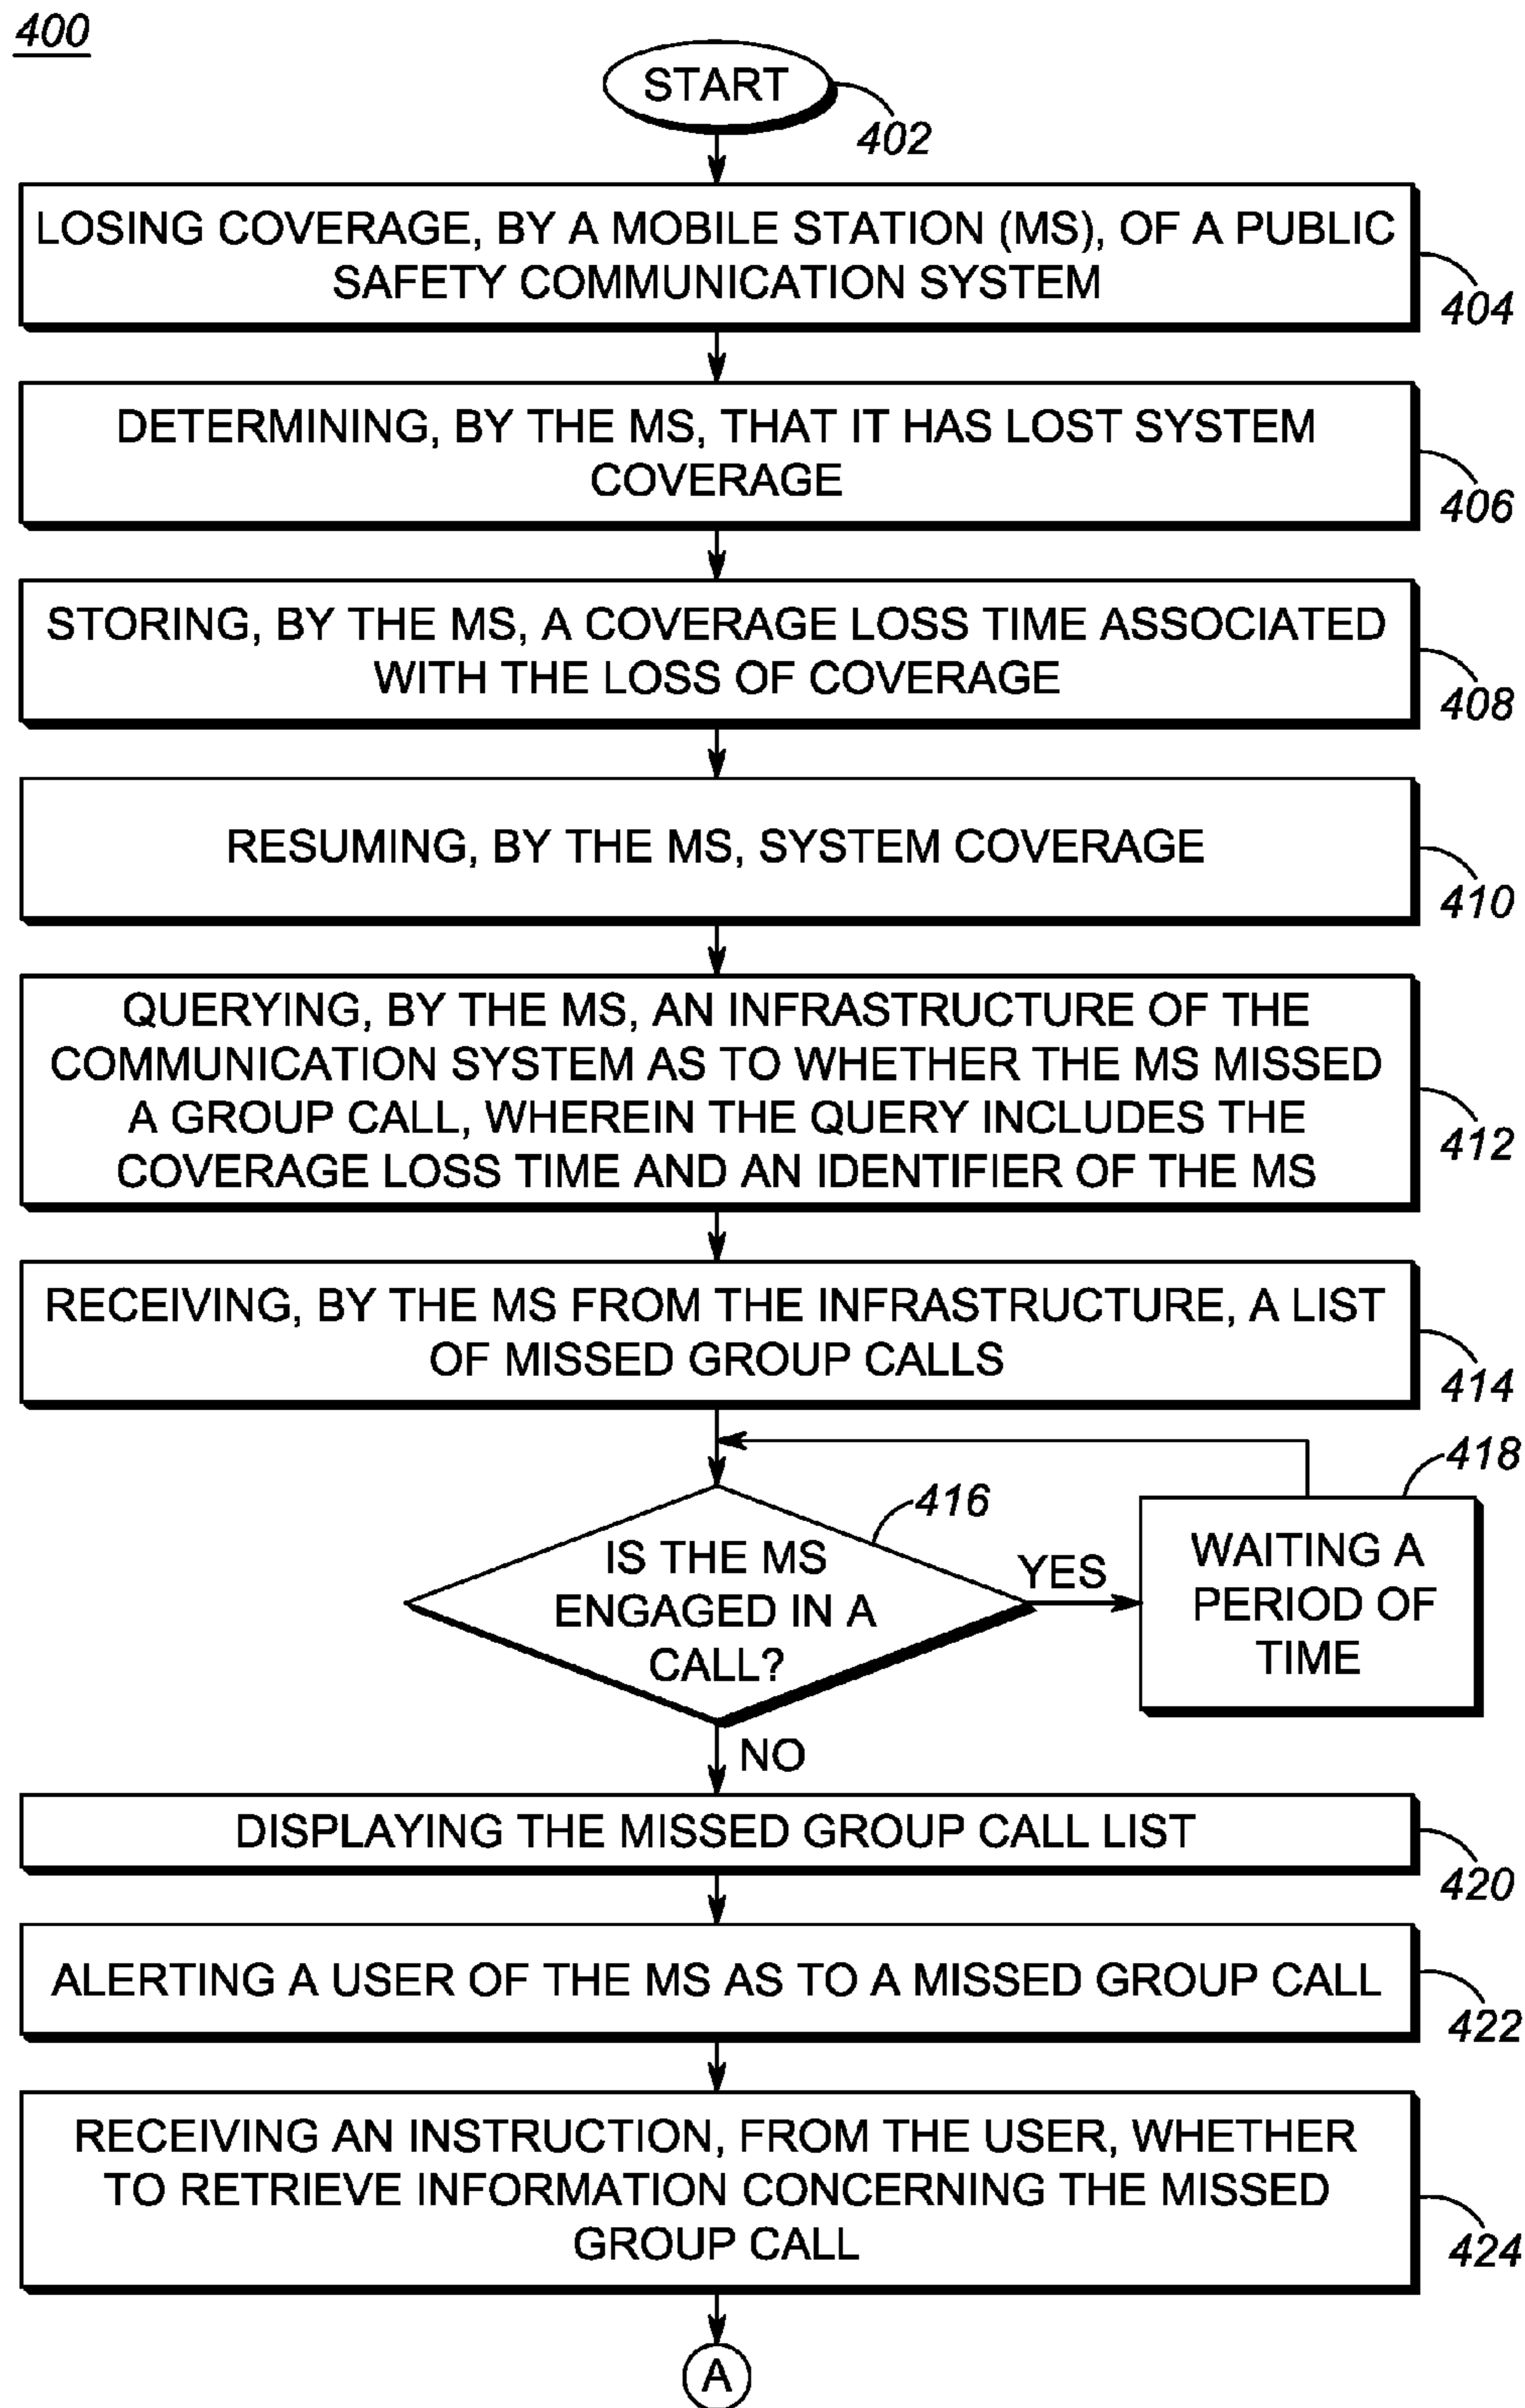 400
START
402
LOSING COVERAGE, BY A MOBILE STATION (MS), OF A PUBLIC
SAFETY COMMUNICATION SYSTEM
404
DETERMINING, BY THE MS, THAT IT HAS LOST SYSTEM
COVERAGE
406
STORING, BY THE MS, A COVERAGE LOSS TIME ASSOCIATED
WITH THE LOSS OF COVERAGE
408
RESUMING, BY THE MS, SYSTEM COVERAGE
410
QUERYING, BY THE MS, AN INFRASTRUCTURE OF THE
COMMUNICATION SYSTEM AS TO WHETHER THE MS MISSED
A GROUP CALL, WHEREIN THE QUERY INCLUDES THE
COVERAGE LOSS TIME AND AN IDENTIFIER OF THE MS
412
RECEIVING, BY THE MS FROM THE INFRASTRUCTURE, A LIST
OF MISSED GROUP CALLS
414
416
IS THE MS
ENGAGED IN A
CALL?
YES
418
WAITING A
PERIOD OF
TIME
NO
DISPLAYING THE MISSED GROUP CALL LIST
420
ALERTING A USER OF THE MS AS TO A MISSED GROUP CALL
422
RECEIVING AN INSTRUCTION, FROM THE USER, WHETHER
TO RETRIEVE INFORMATION CONCERNING THE MISSED
GROUP CALL
424
A